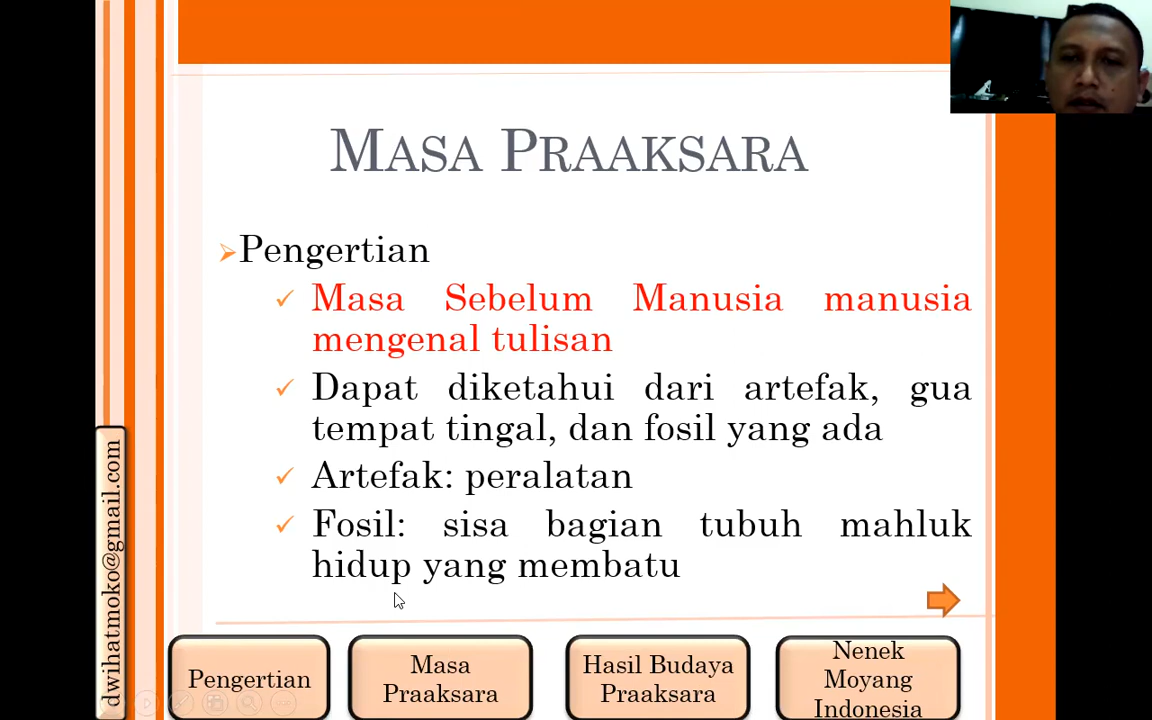 MASA PRAAKSARA
Pengertian
Masa Sebelum Manusia manusia
mengenal tulisan
Dapat diketahui dari artefak, gua
tempat tingal, dan fosil yang ada
Artefak: peralatan
Fosil: sisa bagian tubuh mahluk
hidup yang membatu
dwihatmoko@gmail.com
Pengertian
Masa
Praaksara
Hasil Budaya
Praaksara
Nenek
Moyang
Indonesia